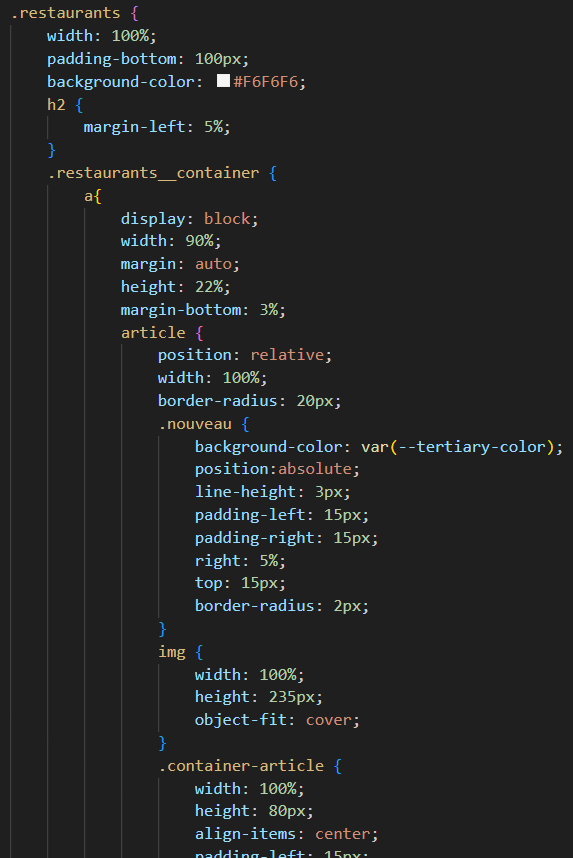 .restaurants {
    width: 100%;
    padding-bottom: 100px;
    background-color: #F6F6F6;
    h2 {
        margin-left: 5%;
    }
    .restaurants__container {
        a{
            display: block;
            width: 90%;
            margin: auto;
            height: 22%;
            margin-bottom: 3%;
            article {
                position: relative;
                width: 100%;
                border-radius: 20px;
                .nouveau {
                    background-color: var(--tertiary-color);
                    position:absolute;
                    line-height: 3px;
                    padding-left: 15px;
                    padding-right: 15px;
                    right: 5%;
                    top: 15px;
                    border-radius: 2px;
                }
                img {
                    width: 100%;
                    height: 235px;
                    object-fit: cover;
                }
                .container-article {
                    width: 100%;
                    height: 80px;
                    align-items: center;
                    padding-left: 15px;